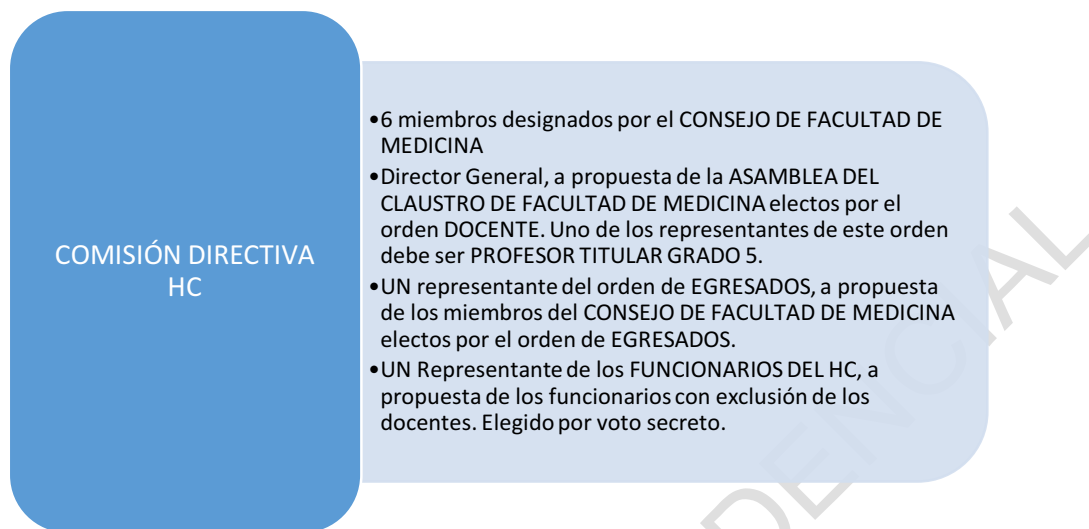 COMISIÓN DIRECTIVA
HC
•6 miembros designados por el CONSEJO DE FACULTAD DE
MEDICINA
•Director General, a propuesta de la ASAMBLEA DEL
CLAUSTRO DE FACULTAD DE MEDICINA electos por el
orden DOCENTE. Uno de los representantes de este orden
debe ser PROFESOR TITULAR GRADO 5.
•UN representante del orden de EGRESADOS, a propuesta
de los miembros del CONSEJO DE FACULTAD DE MEDICINA
electos por el orden de EGRESADOS.
•UN Representante de los FUNCIONARIOS DEL HC, a
propuesta de los funcionarios con exclusión de los
docentes. Elegido por voto secreto.
DENCIAL